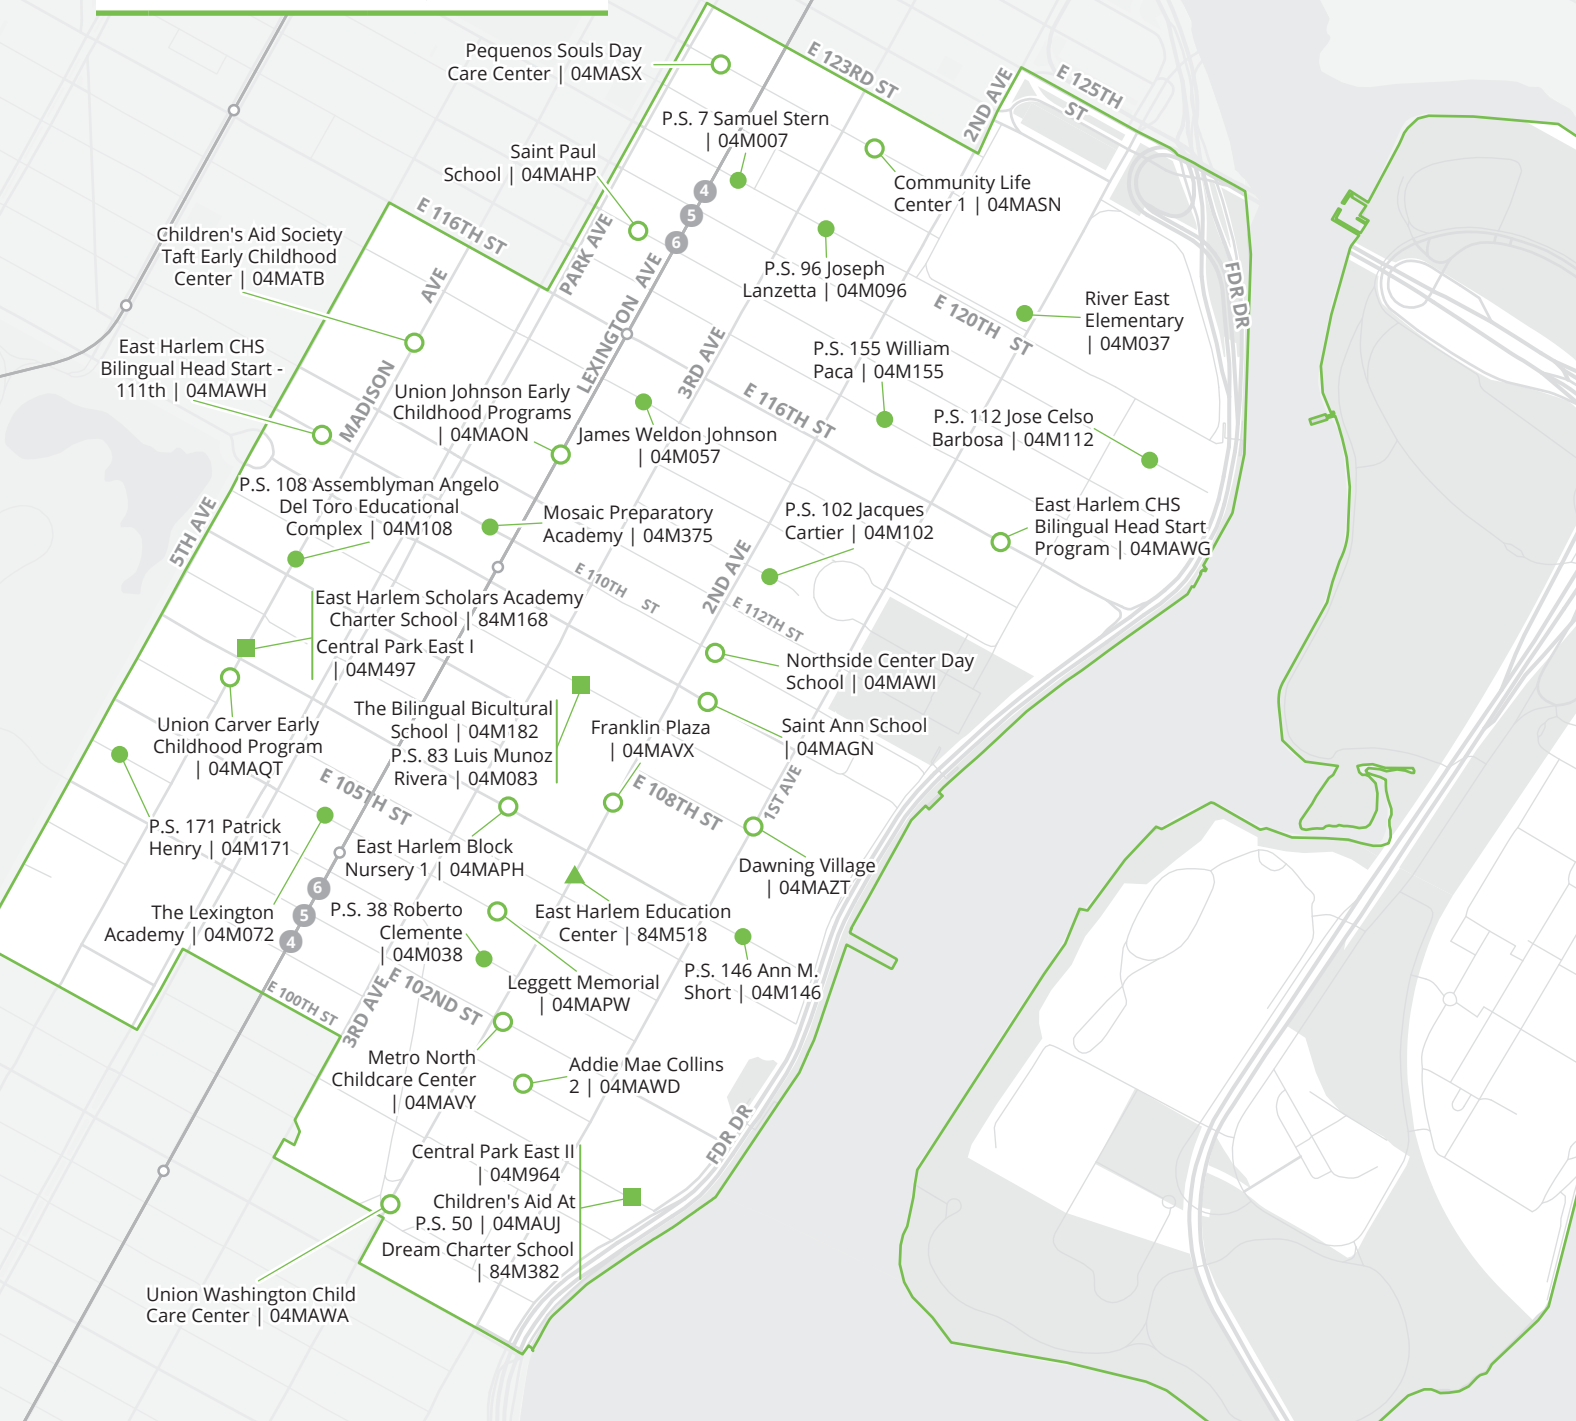 Pequenos Souls Day
Care Center | 04MASX
E 123RD ST
2ND AVE
E 125TH
ST
P.S. 7 Samuel Stern
| 04M007
Saint Paul
School | 04MAHP
4
5
6
Community Life
Center 1 | 04MASN
E 116TH ST
PARK AVE
Children's Aid Society
Taft Early Childhood
Center | 04MATB
AVE
MADISON
LEXINGTON AVE
P.S. 96 Joseph
Lanzetta | 04M096
FDR DR
E 120TH ST
River East
Elementary
| 04M037
3RD AVE
East Harlem CHS
Bilingual Head Start -
111th | 04MAWH
P.S. 155 William
Paca | 04M155
Union Johnson Early
Childhood Programs
| 04MAON
E 116TH ST
P.S. 112 Jose Celso
Barbosa | 04M112
James Weldon Johnson
| 04M057
P.S. 108 Assemblyman Angelo
Del Toro Educational
Complex | 04M108
5TH AVE
Mosaic Preparatory
Academy | 04M375
P.S. 102 Jacques
Cartier | 04M102
East Harlem CHS
Bilingual Head Start
Program | 04MAWG
2ND AVE
E 110TH ST
E 112TH ST
East Harlem Scholars Academy
Charter School | 84M168
Central Park East I
| 04M497
Northside Center Day
School | 04MAWI
Union Carver Early
Childhood Program
| 04MAQT
The Bilingual Bicultural
School | 04M182
P.S. 83 Luis Munoz
Rivera | 04M083
Franklin Plaza
| 04MAVX
Saint Ann School
| 04MAGN
E 105TH ST
E 108TH ST
1ST AVE
P.S. 171 Patrick
Henry | 04M171
East Harlem Block
Nursery 1 | 04MAPH
Dawning Village
| 04MAZT
6
5
4
The Lexington
Academy | 04M072
P.S. 38 Roberto
Clemente
| 04M038
East Harlem Education
Center | 84M518
Leggett Memorial
| 04MAPW
P.S. 146 Ann M.
Short | 04M146
E 100TH ST
3RD AVE
E 102ND ST
Metro North
Childcare Center
| 04MAVY
Addie Mae Collins
2 | 04MAWD
FDR DR
Central Park East II
| 04M964
Children's Aid At
P.S. 50 | 04MAUJ
Dream Charter School
| 84M382
Union Washington Child
Care Center | 04MAWA